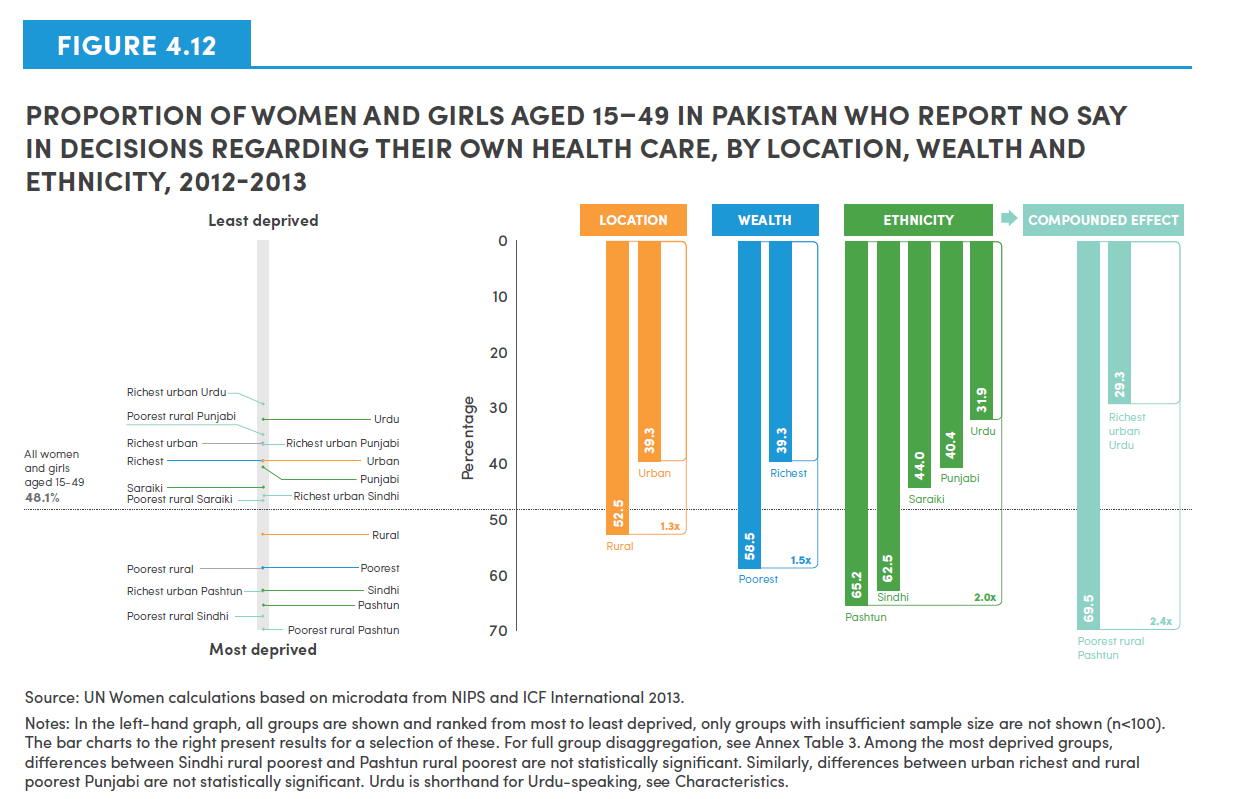 FIGURE 4.12
PROPORTION OF WOMEN AND GIRLS AGED 15–49 IN PAKISTAN WHO REPORT NO SAY
IN DECISIONS REGARDING THEIR OWN HEALTH CARE, BY LOCATION, WEALTH AND
ETHNICITY, 2012-2013
Least deprived
Richest urban Urdu
Poorest rural Punjabi
Urdu
Richest urban
Richest urban Punjabi
Richest
Urban
Punjabi
Saraiki
Poorest rural Saraiki
Richest urban Sindhi
All women
and girls
aged 15-49
48.1%
Rural
Poorest rural
Poorest
Richest urban Pashtun
Sindhi
Pashtun
Poorest rural Sindhi
Poorest rural Pashtun
Most deprived
Percentage
0
10
20
30
40
50
60
70
LOCATION
52.5
Rural
39.3
Urban
1.3x
WEALTH
58.5
Poorest
39.3
Richest
1.5x
ETHNICITY
65.2
Pashtun
62.5
Sindhi
44.0
Saraiki
40.4
Punjabi
31.9
Urdu
2.0x
COMPOUNDED EFFECT
69.5
Poorest rural
Pashtun
29.3
Richest
urban
Urdu
2.4x
Source: UN Women calculations based on microdata from NIPS and ICF International 2013.
Notes: In the left-hand graph, all groups are shown and ranked from most to least deprived, only groups with insufficient sample size are not shown (n<100).
The bar charts to the right present results for a selection of these. For full group disaggregation, see Annex Table 3. Among the most deprived groups,
differences between Sindhi rural poorest and Pashtun rural poorest are not statistically significant. Similarly, differences between urban richest and rural
poorest Punjabi are not statistically significant. Urdu is shorthand for Urdu-speaking, see Characteristics.